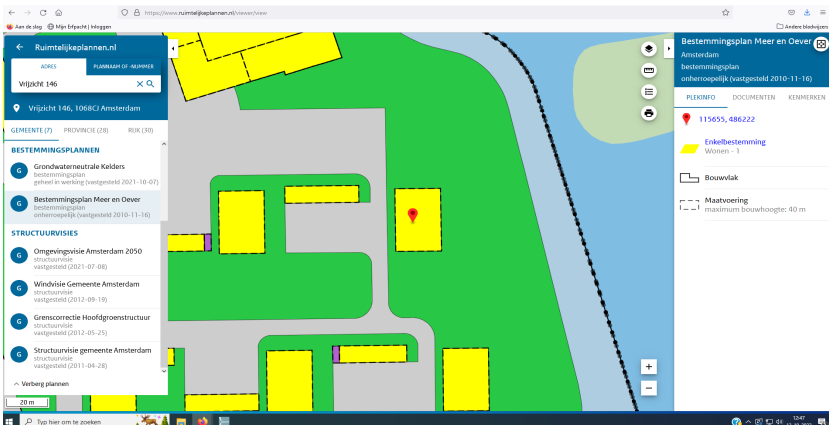 https://www.ruimtelijkeplannen.nl/viewer/view
Aan de slag
Mijn Erfpacht | Inloggen
Andere bladwijzers
Ruimtelijkeplannen.nl
ADRES
PLANNAAM OF -NUMMER
Vrijzicht 146
Vrijzicht 146, 1068CJ Amsterdam
GEMEENTE (7)
PROVINCIE (28)
RIJK (30)
BESTEMMINGSPLANNEN
G
Grondwaterneutrale Kelders
bestemmingsplan
geheel in werking (vastgesteld 2021-10-07)
G
Bestemmingsplan Meer en Oever
bestemmingsplan
onherroepelijk (vastgesteld 2010-11-16)
STRUCTUURVISIES
G
Omgevingsvisie Amsterdam 2050
structuurvisie
vastgesteld (2021-07-08)
G
Windvisie Gemeente Amsterdam
structuurvisie
vastgesteld (2012-09-19)
G
Grenscorrectie Hoofdgroenstructuur
structuurvisie
vastgesteld (2012-05-25)
G
Structuurvisie gemeente Amsterdam
structuurvisie
vastgesteld (2011-04-28)
Verberg plannen
20 m
Bestemmingsplan Meer en Oever
Amsterdam
bestemmingsplan
onherroepelijk (vastgesteld 2010-11-16)
PLEKINFO
DOCUMENTEN
KENMERKEN
115655, 486222
Enkelbestemming
Wonen - 1
Bouwvlak
Maatvoering
maximum bouwhoogte: 40 m
Typ hier om te zoeken
12:47